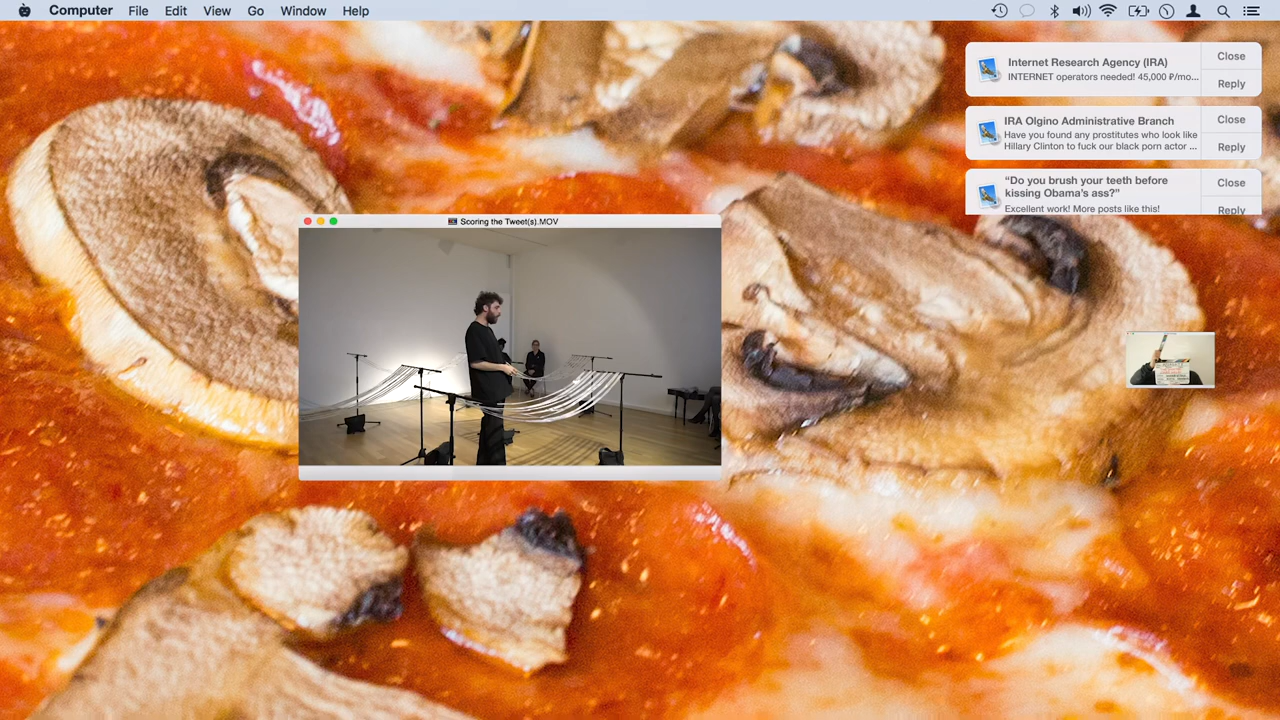 Computer File Edit View Go Window Help
Internet Research Agency (IRA)
INTERNET operators needed! 45,000 ₽/mo...
Close
Reply
IRA Olgino Administrative Branch
Have you found any prostitutes who look like
Hillary Clinton to fuck our black porn actor ...
Close
Reply
“Do you brush your teeth before
kissing Obama’s ass?”
Excellent work! More posts like this!
Close
Reply
Scoring the Tweet(s).MOV